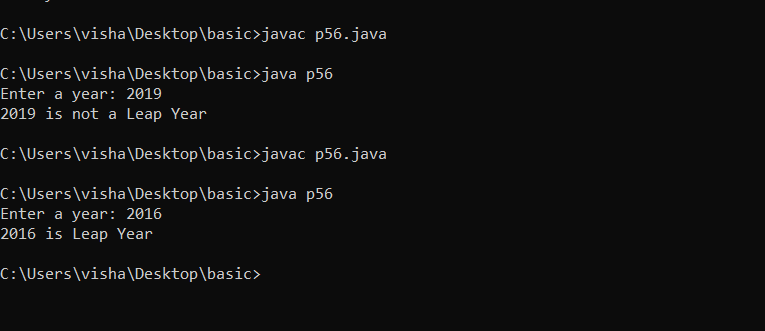 C:\Users\visha\Desktop\basic>javac p56.java
C:\Users\visha\Desktop\basic>java p56
Enter a year: 2019
2019 is not a Leap Year
C:\Users\visha\Desktop\basic>javac p56.java
C:\Users\visha\Desktop\basic>java p56
Enter a year: 2016
2016 is Leap Year
C:\Users\visha\Desktop\basic>